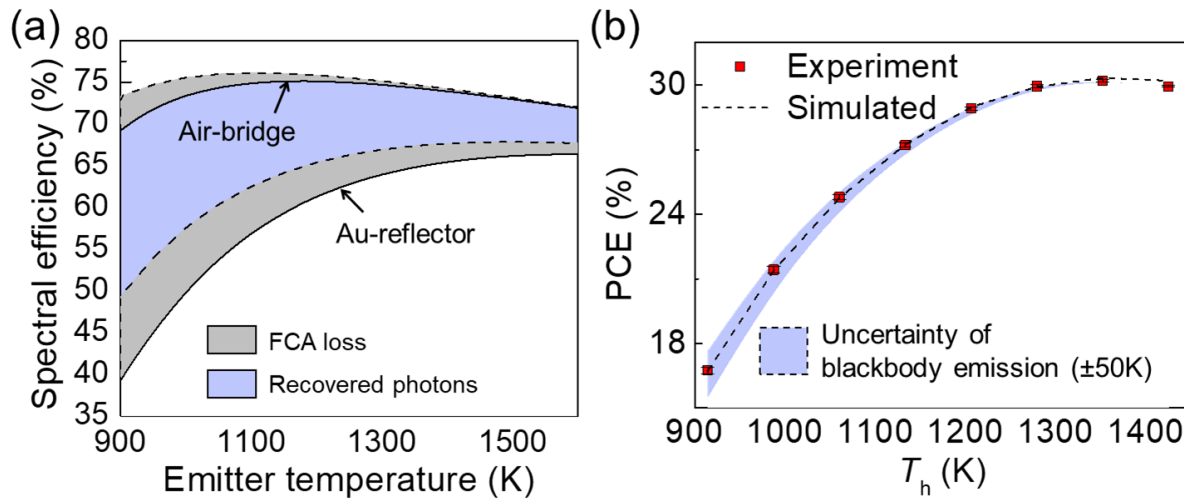 (a)
80
75
70
65
60
55
50
45
40
35
Spectral efficiency (%)
Air-bridge
Au-reflector
FCA loss
Recovered photons
900
1100
1300
1500
Emitter temperature (K)
(b)
30
24
18
PCE (%)
Experiment
Simulated
Uncertainty of
blackbody emission (±50K)
900
1000
1100
1200
1300
1400
Th (K)